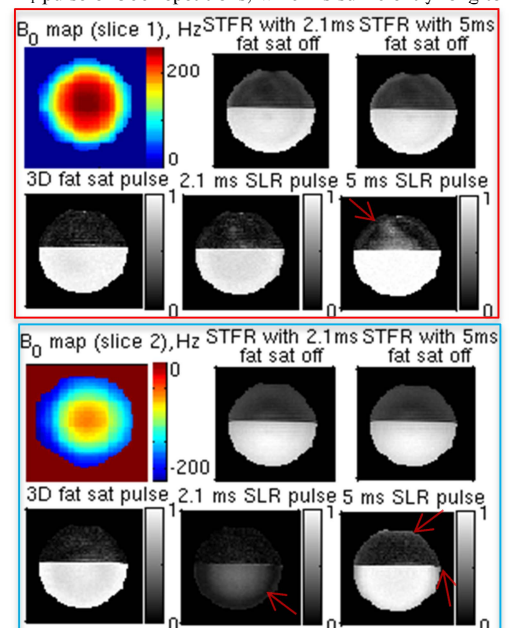 B0 map (slice 1), Hz STFR with 2.1ms fat sat off STFR with 5ms fat sat off
200
0
3D fat sat pulse 2.1 ms SLR pulse 5 ms SLR pulse
1 1 1
0 0 0
B0 map (slice 2),Hz STFR with 2.1ms fat sat off STFR with 5ms fat sat off
0
-200
3D fat sat pulse 2.1 ms SLR pulse 5 ms SLR pulse
1 1 1
0 0 0